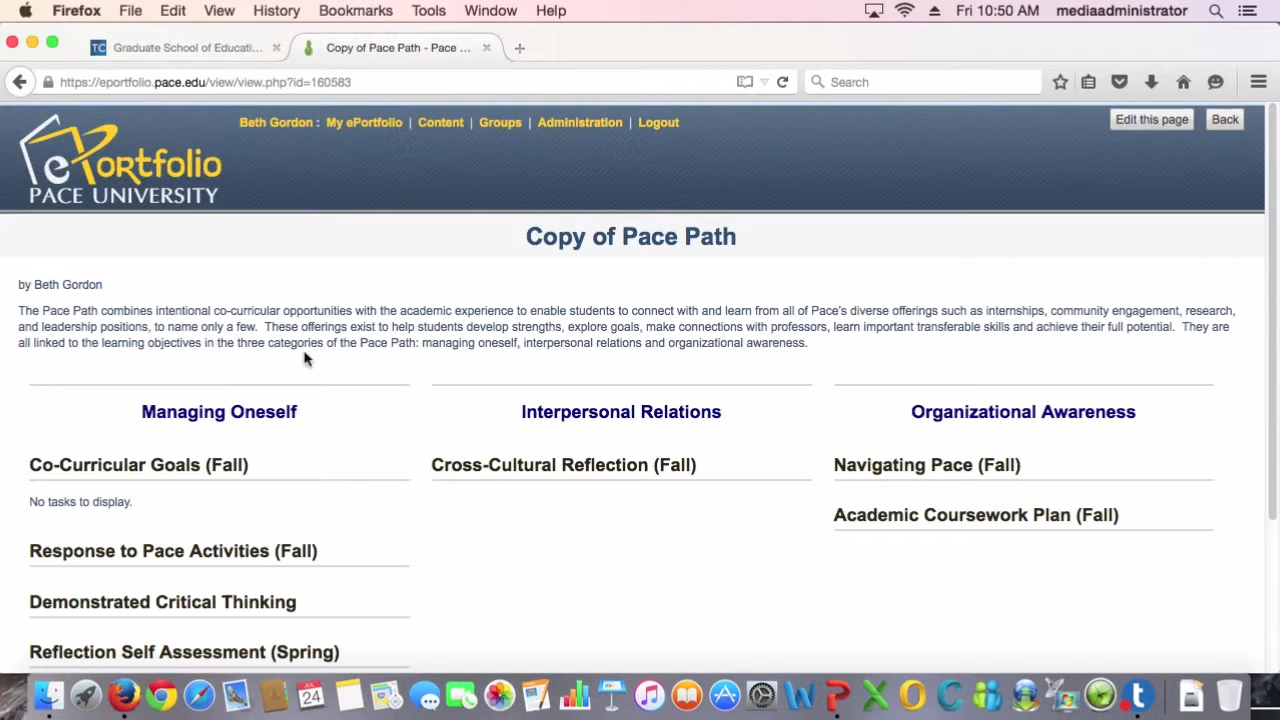 Firefox File Edit View History Bookmarks Tools Window Help Fri 10:50 AM mediaadministrator
TC Graduate School of Educati... Copy of Pace Path - Pace ...
https://eportfolio.pace.edu/view/view.php?id=160583 Search
Beth Gordon : My ePortfolio | Content | Groups | Administration | Logout Edit this page Back
ePortfolio
PACE UNIVERSITY
Copy of Pace Path
by Beth Gordon
The Pace Path combines intentional co-curricular opportunities with the academic experience to enable students to connect with and learn from all of Pace's diverse offerings such as internships, community engagement, research,
and leadership positions, to name only a few. These offerings exist to help students develop strengths, explore goals, make connections with professors, learn important transferable skills and achieve their full potential. They are
all linked to the learning objectives in the three categories of the Pace Path: managing oneself, interpersonal relations and organizational awareness.
Managing Oneself
Co-Curricular Goals (Fall)
No tasks to display.
Response to Pace Activities (Fall)
Demonstrated Critical Thinking
Reflection Self Assessment (Spring)
Interpersonal Relations
Cross-Cultural Reflection (Fall)
Organizational Awareness
Navigating Pace (Fall)
Academic Coursework Plan (Fall)
24